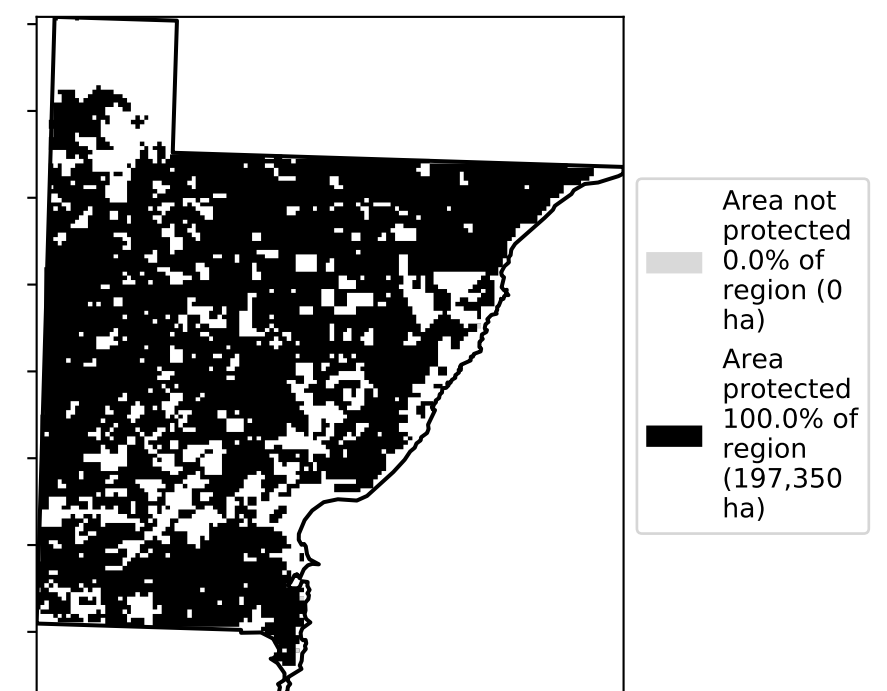 Area not
protected
0.0% of
region (0
ha)
Area
protected
100.0% of
region
(197,350
ha)